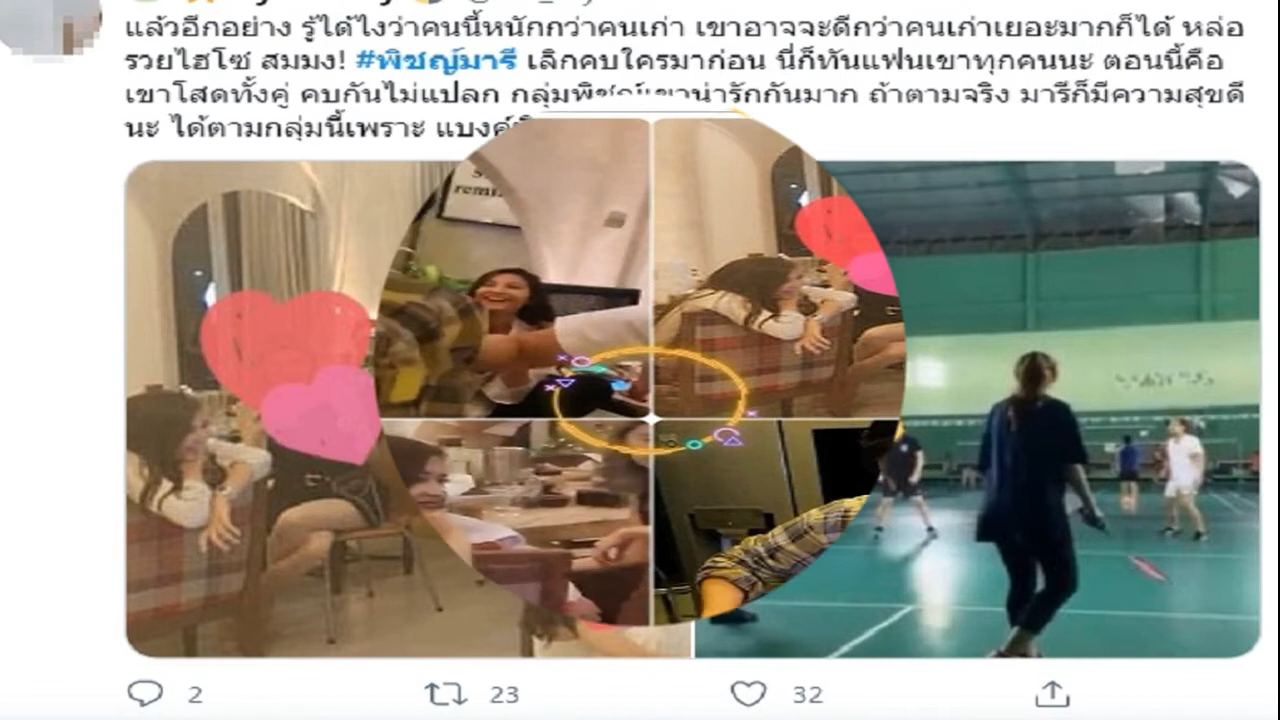 แล้วอีกอย่าง รู้ได้ไงว่าคนนี้หนักกว่าคนเก่า เขาอาจจะดีกว่าคนเก่าเยอะมากก็ได้ หล่อ
รวยไฮโซ สมมง! #พิชญ์มารี เลิกคบใครมาก่อน นี่ก็ทันแฟนเขาทุกคนนะ ตอนนี้คือ
เขาโสดทั้งคู่ คบกันไม่แปลก กลุ่มพิชญ์เขาน่ารักกันมาก ถ้าตามจริง มารีก็มีความสุขดี
นะ ได้ตามกลุ่มนี้เพราะ แบงค์
2
23
32